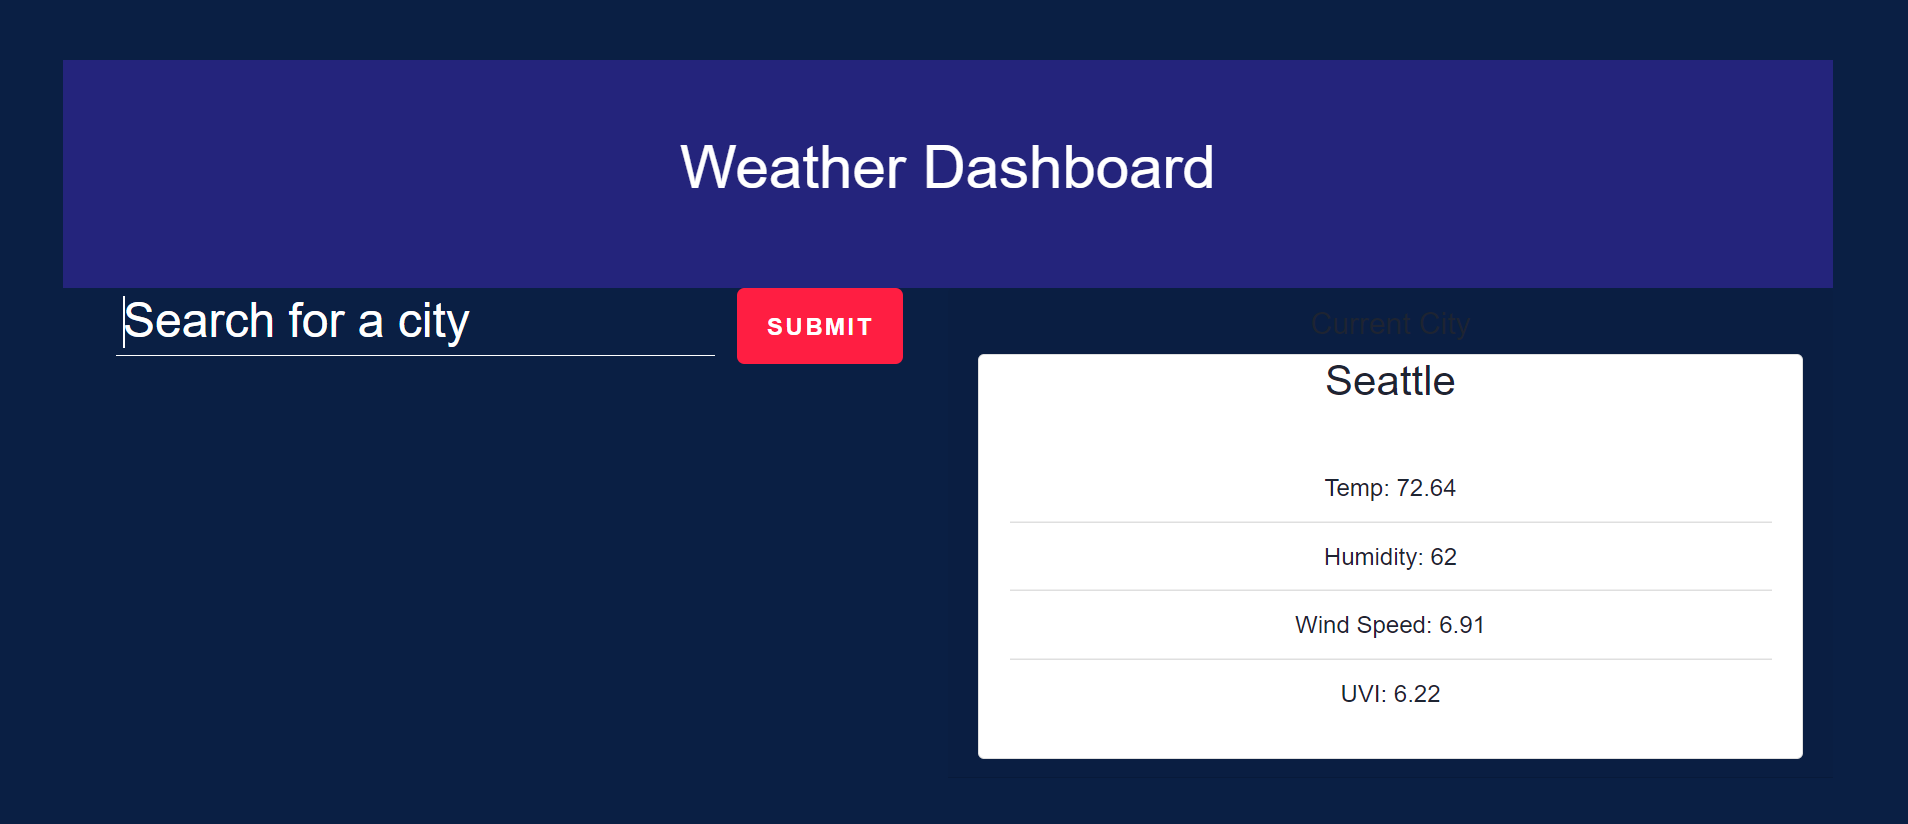 Weather Dashboard
Search for a city
SUBMIT
Current City
Seattle
Temp: 72.64
Humidity: 62
Wind Speed: 6.91
UVI: 6.22